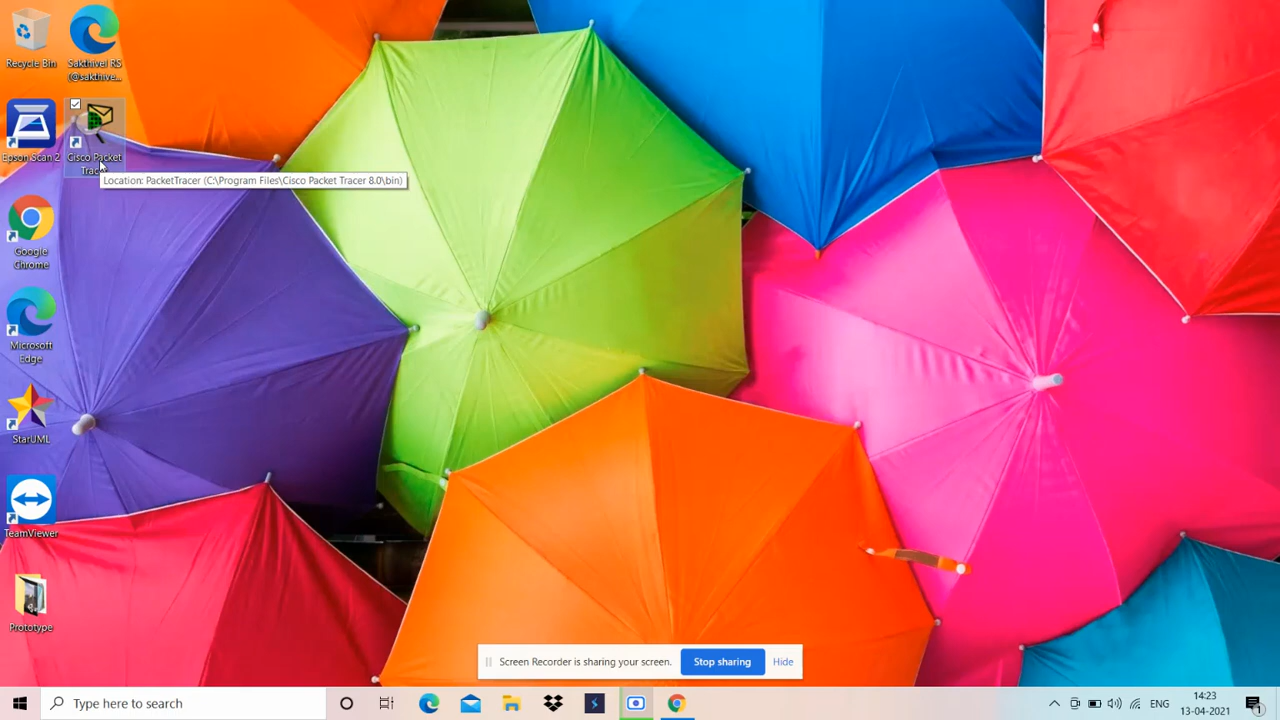 Recycle Bin
Sakthivel RS
(@sakthive...
Epson Scan 2
Cisco Packet
Tracer
Location: PacketTracer (C:\Program Files\Cisco Packet Tracer 8.0\bin)
Google
Chrome
Microsoft
Edge
StarUML
TeamViewer
Prototype
Screen Recorder is sharing your screen.
Stop sharing
Hide
Type here to search
ENG
14:23
13-04-2021
1